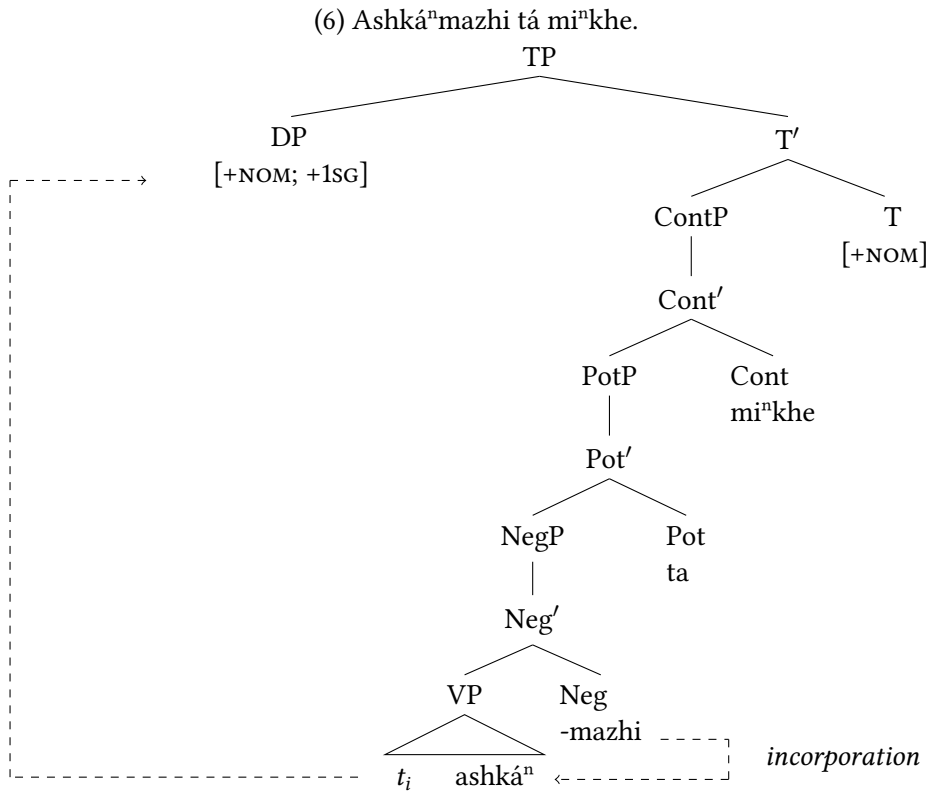 (6) Ashkáⁿmazhi tá miⁿkhe.
TP
DP T′
[+NOM; +1SG]
ContP T
[+NOM]
Cont′
PotP Cont
miⁿkhe
Pot′
NegP Pot
ta
Neg′
VP Neg
-mazhi
incorporation
tᵢ ashkáⁿ